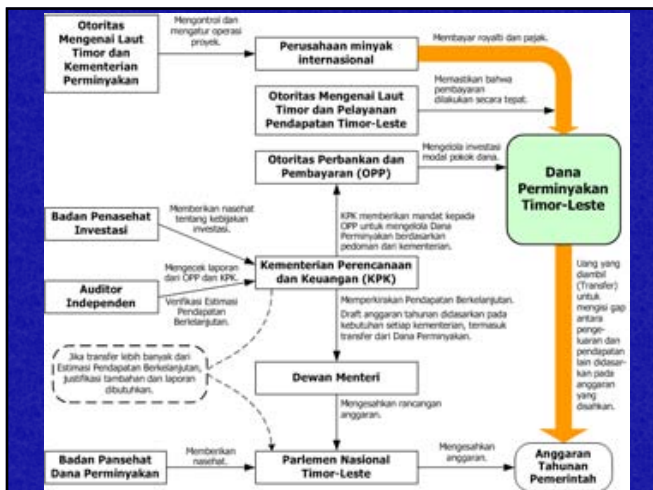 Otoritas
Mengenai Laut
Timor dan
Kementerian
Perminyakan
Mengontrol dan
mengatur operasi
proyek.
Perusahaan minyak
internasional
Membayar royalti dan pajak.
Otoritas Mengenai Laut
Timor dan Pelayanan
Pendapatan Timor-Leste
Memastikan bahwa
pembayaran
dilakukan secara tepat.
Otoritas Perbankan dan
Pembayaran (OPP)
Mengelola investasi
modal pokok dana.
Dana
Perminyakan
Timor-Leste
Badan Penasehat
Investasi
Memberikan nasehat
tentang kebijakan
investasi.
KPK memberikan mandat kepada
OPP untuk mengelola Dana
Perminyakan berdasarkan
pedoman dari kementerian.
Auditor
Independen
Mengecek laporan
dari OPP dan KPK.
Verifikasi Estimasi
Pendapatan
Berkelanjutan.
Kementerian Perencanaan
dan Keuangan (KPK)
Memperkirakan Pendapatan Berkelanjutan.
Draft anggaran tahunan didasarkan pada
kebutuhan setiap kementerian, termasuk
transfer dari Dana Perminyakan.
Uang yang
diambil
(Transfer)
untuk
mengisi gap
antara
penge-
luaran dan
pendapatan
lain didasar-
kan pada
anggaran
yang
disahkan.
Jika transfer lebih banyak dari
Estimasi Pendapatan Berkelanjutan,
justifikasi tambahan dan laporan
dibutuhkan.
Dewan Menteri
Mengesahkan rancangan
anggaran.
Badan Pansehat
Dana Perminyakan
Memberikan
nasehat.
Parlemen Nasional
Timor-Leste
Mengesahkan
anggaran.
Anggaran
Tahunan
Pemerintah